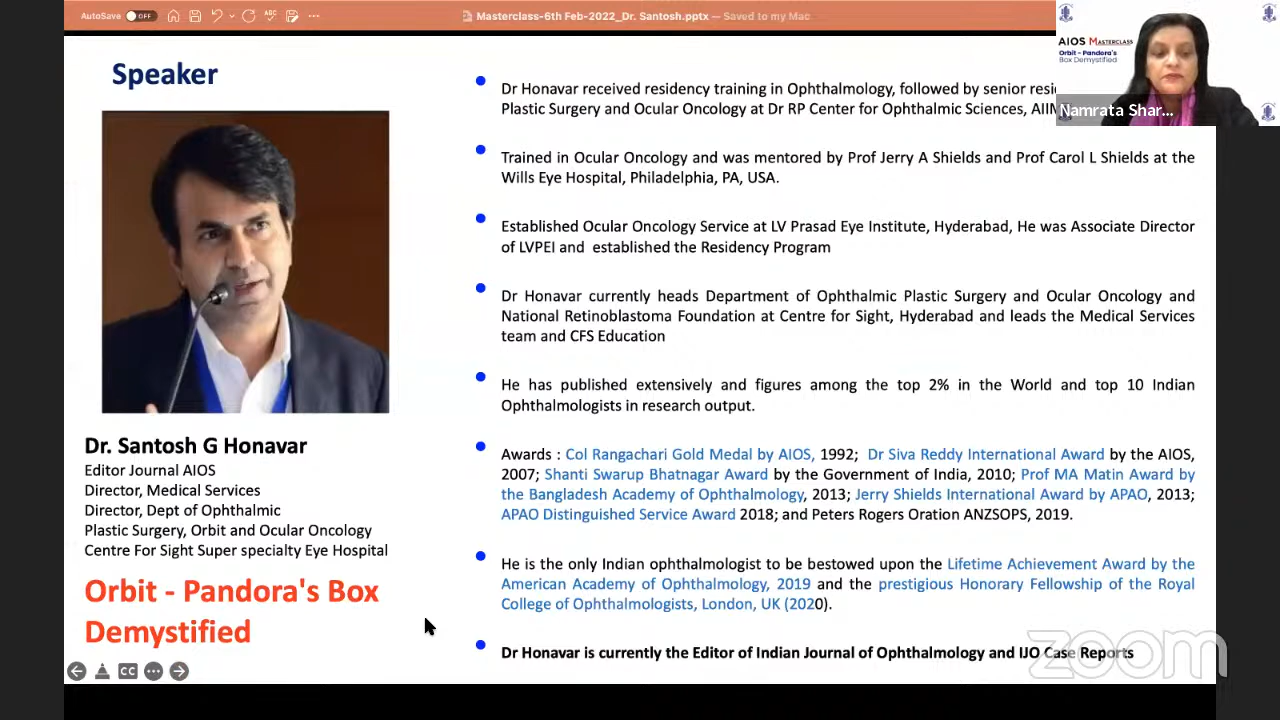 AutoSave OFF
Masterclass-6th Feb-2022_Dr. Santosh.pptx — Saved to my Mac
AIOS MASTERCLASS
Orbit - Pandora's
Box Demystified
Namrata Shar...
Speaker
Dr. Santosh G Honavar
Editor Journal AIOS
Director, Medical Services
Director, Dept of Ophthalmic
Plastic Surgery, Orbit and Ocular Oncology
Centre For Sight Super specialty Eye Hospital
Orbit - Pandora's Box
Demystified
Dr Honavar received residency training in Ophthalmology, followed by senior resi
Plastic Surgery and Ocular Oncology at Dr RP Center for Ophthalmic Sciences, AII
Trained in Ocular Oncology and was mentored by Prof Jerry A Shields and Prof Carol L Shields at the
Wills Eye Hospital, Philadelphia, PA, USA.
Established Ocular Oncology Service at LV Prasad Eye Institute, Hyderabad, He was Associate Director
of LVPEI and established the Residency Program
Dr Honavar currently heads Department of Ophthalmic Plastic Surgery and Ocular Oncology and
National Retinoblastoma Foundation at Centre for Sight, Hyderabad and leads the Medical Services
team and CFS Education
He has published extensively and figures among the top 2% in the World and top 10 Indian
Ophthalmologists in research output.
Awards : Col Rangachari Gold Medal by AIOS, 1992; Dr Siva Reddy International Award by the AIOS,
2007; Shanti Swarup Bhatnagar Award by the Government of India, 2010; Prof MA Matin Award by
the Bangladesh Academy of Ophthalmology, 2013; Jerry Shields International Award by APAO, 2013;
APAO Distinguished Service Award 2018; and Peters Rogers Oration ANZSOPS, 2019.
He is the only Indian ophthalmologist to be bestowed upon the Lifetime Achievement Award by the
American Academy of Ophthalmology, 2019 and the prestigious Honorary Fellowship of the Royal
College of Ophthalmologists, London, UK (2020).
Dr Honavar is currently the Editor of Indian Journal of Ophthalmology and IJO Case Reports
CC
zoom